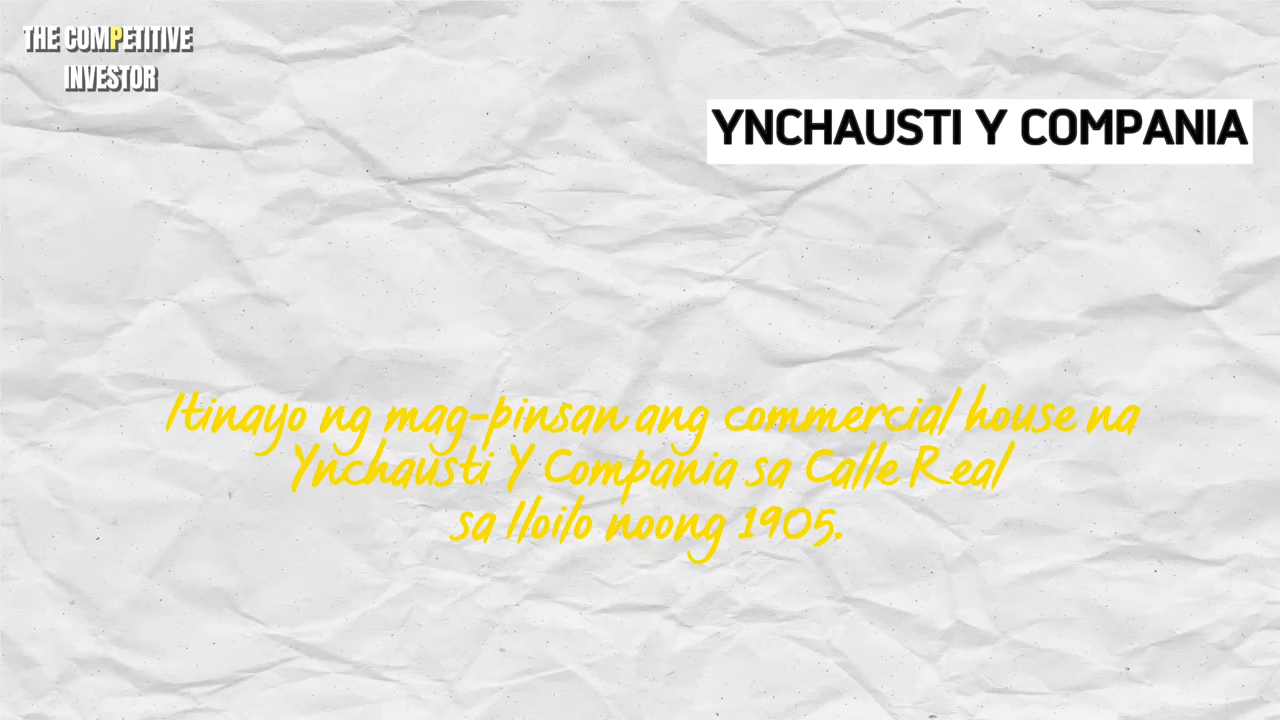 THE COMPETITIVE
INVESTOR
YNCHAUSTI Y COMPANIA
Itinayo ng mag-pinsan ang commercial house na
Ynchausti Y Compania sa Calle Real
sa Iloilo noong 1905.